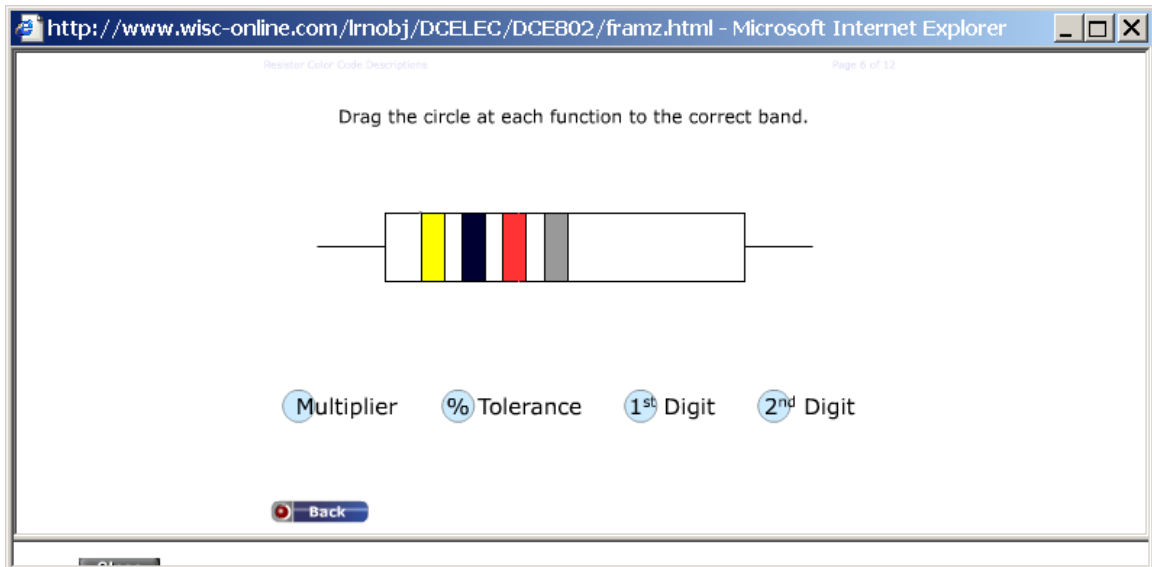 http://www.wisc-online.com/lrnobj/DCELEC/DCE802/framz.html - Microsoft Internet Explorer
Resistor Color Code Descriptions Page 6 of 12
Drag the circle at each function to the correct band.
Multiplier % Tolerance 1st Digit 2nd Digit
Back